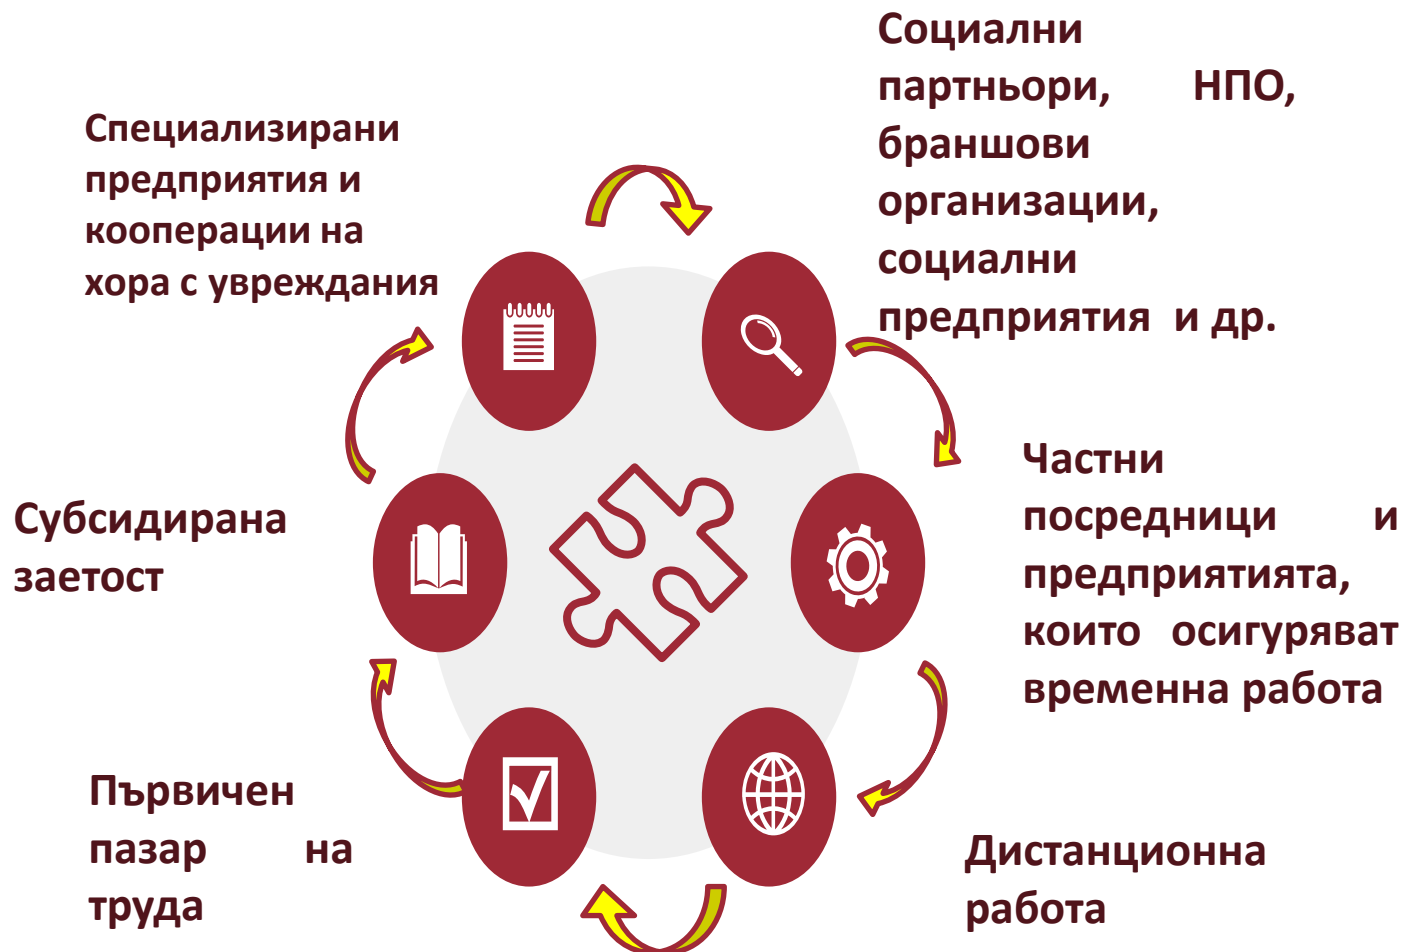 Специализирани
предприятия и
кооперации на
хора с увреждания
Социални
партньори, НПО,
браншови
организации,
социални
предприятия и др.
Частни
посредници и
предприятията,
които осигуряват
временна работа
Дистанционна
работа
Първичен
пазар на
труда
Субсидирана
заетост